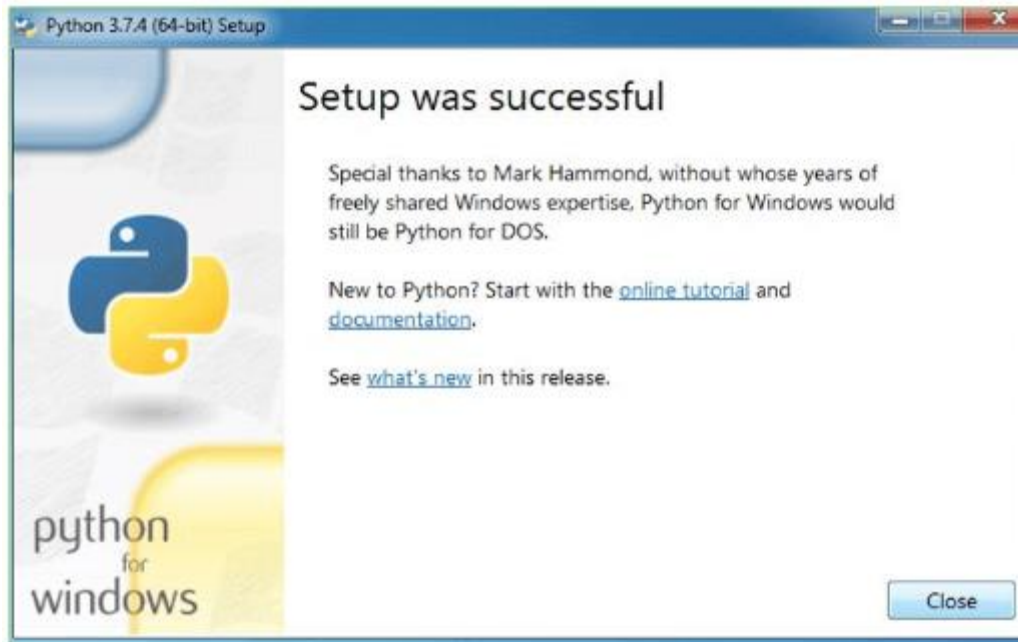 Python 3.7.4 (64-bit) Setup
Setup was successful
Special thanks to Mark Hammond, without whose years of
freely shared Windows expertise, Python for Windows would
still be Python for DOS.
New to Python? Start with the online tutorial and
documentation.
See what's new in this release.
python
for
windows
Close